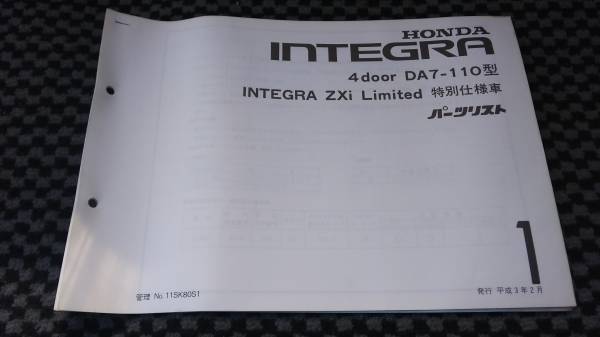 HONDA
INTEGRA
4door DA7-110型
INTEGRA ZXi Limited 特別仕様車
パーツリスト
1
管理 No.11SK80S1
発行 平成3年2月